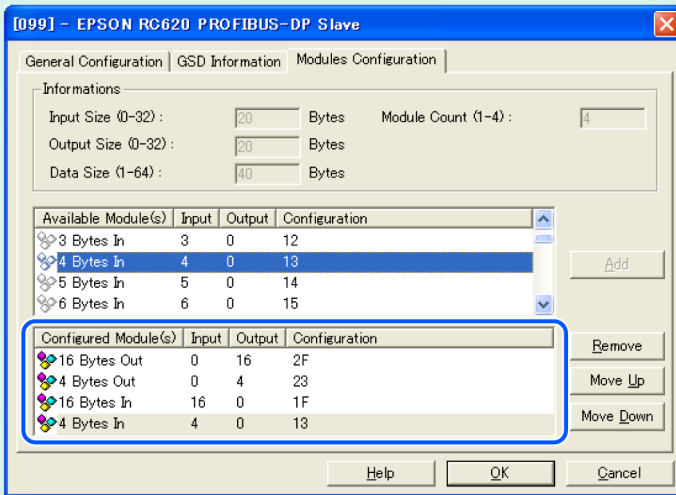 [099] - EPSON RC620 PROFIBUS-DP Slave
General Configuration GSD Information Modules Configuration
Informations
Input Size (0-32) : 20 Bytes Module Count (1-4) : 4
Output Size (0-32) : 20 Bytes
Data Size (1-64) : 40 Bytes
Available Module(s) Input Output Configuration
3 Bytes In 3 0 12
4 Bytes In 4 0 13
5 Bytes In 5 0 14
6 Bytes In 6 0 15
Add
Configured Module(s) Input Output Configuration
16 Bytes Out 0 16 2F
4 Bytes Out 0 4 23
16 Bytes In 16 0 1F
4 Bytes In 4 0 13
Remove
Move Up
Move Down
Help OK Cancel